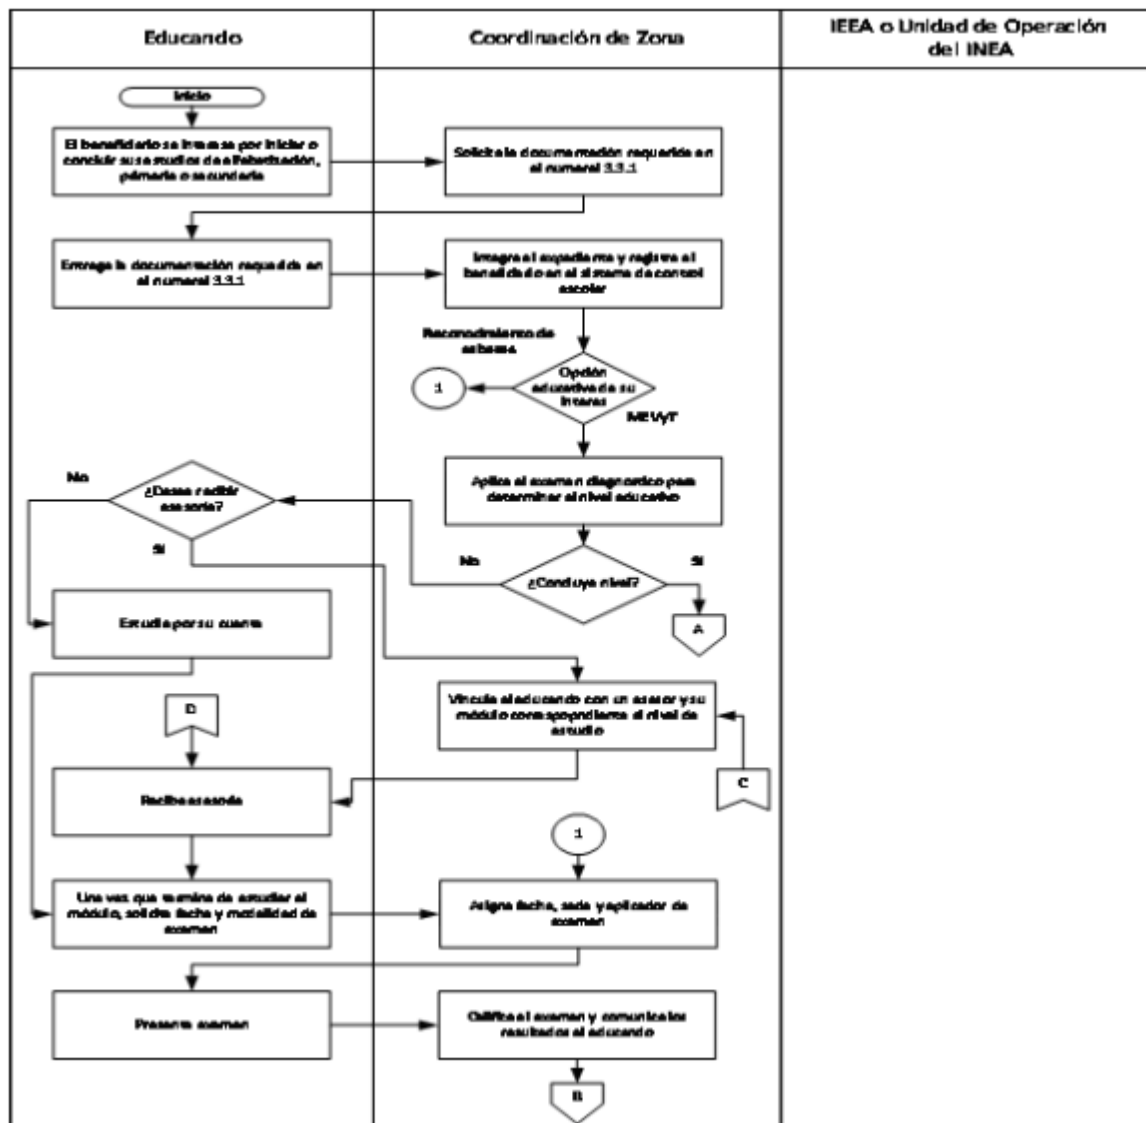 Educando
Coordinación de Zona
IEEA o Unidad de Operación
del INEA
Inicio
El beneficiario se interesa por iniciar o
concluir sus estudios de alfabetización,
primaria o secundaria
Solicita la documentación requerida en
el numeral 3.3.1
Entrega la documentación requerida en
el numeral 3.3.1
Integra el expediente y registra el
beneficiado en el sistema de control
escolar
Reconocimiento de
saberes
1
Opción
educativa de su
interes
MEVyT
Aplica el examen diagnostico para
determinar el nivel educativo
No
¿Desea recibir
asesoría?
Si
No
¿Concluye nivel?
Si
A
Estudia por su cuenta
D
Vincula al educando con un asesor y su
módulo correspopndiente al nivel de
estudio
C
Recibe asesoría
1
Una vez que termina de estudiar el
módulo, solicita fecha y modalidad de
examen
Asigna fecha, sede y aplicador de
examen
Presenta examen
Califica el examen y comunica los
resultados al educando
B